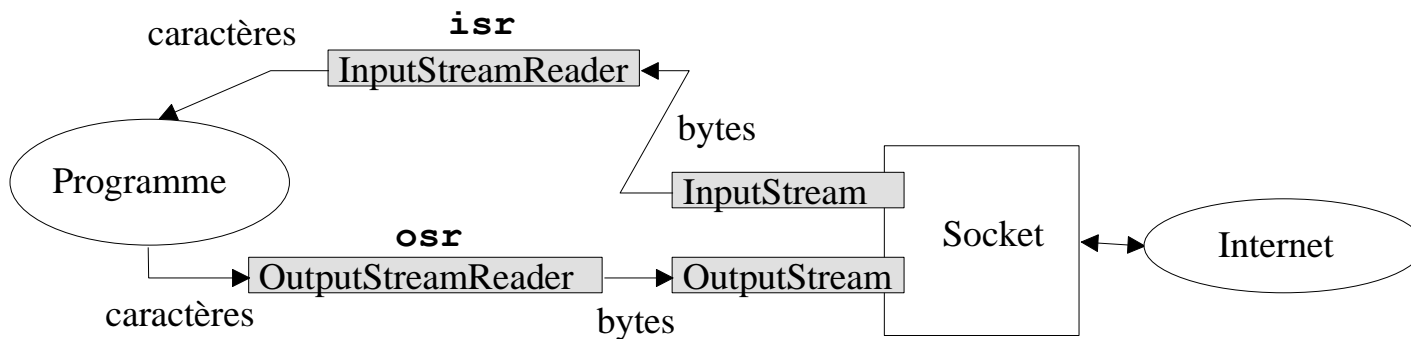 isr
caractères
InputStreamReader
bytes
Programme
InputStream
Socket
Internet
osr
OutputStreamReader
OutputStream
caractères
bytes